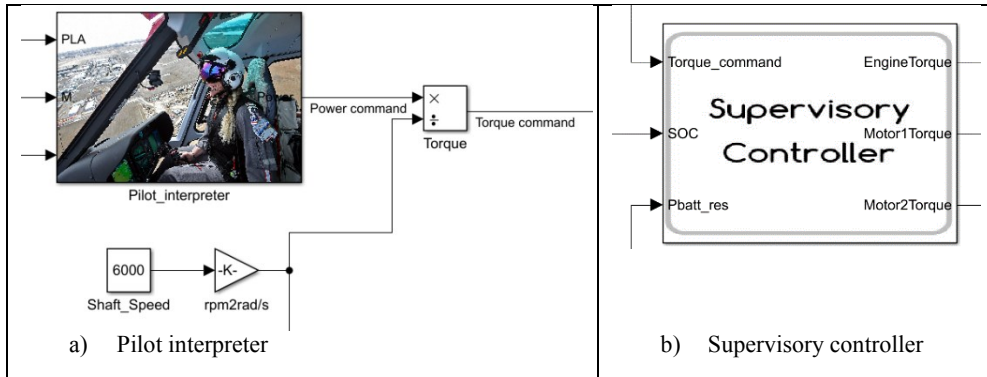 PLA
M
Power
Power command
×
÷
Torque
Torque command
Pilot_interpreter
6000
-K-
Shaft_Speed
rpm2rad/s
a) Pilot interpreter
Torque_command
EngineTorque
Supervisory
SOC
Motor1Torque
Controller
Pbatt_res
Motor2Torque
b) Supervisory controller